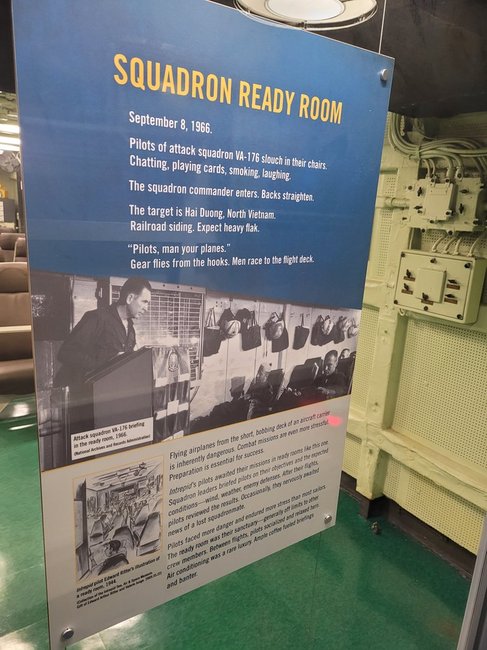 SQUADRON READY ROOM
September 8, 1966.
Pilots of attack squadron VA-176 slouch in their chairs.
Chatting, playing cards, smoking, laughing.
The squadron commander enters. Backs straighten.
The target is Hai Duong, North Vietnam.
Railroad siding. Expect heavy flak.
“Pilots, man your planes.”
Gear flies from the hooks. Men race to the flight deck.
Attack squadron VA-176 briefing
in the ready room, 1966.
(National Archives and Records Administration)
Flying airplanes from the short, bobbing deck of an aircraft carrier
is inherently dangerous. Combat missions are even more stressful.
Preparation is essential for success.
Intrepid's pilots awaited their missions in ready rooms like this one.
Squadron leaders briefed pilots on their objectives and the expected
conditions—wind, weather, enemy defenses. After their flights,
pilots reviewed the results. Occasionally, they nervously awaited
news of a lost squadronmate.
Pilots faced more danger and endured more stress than most sailors.
The ready room was their sanctuary—generally off limits to other
crew members. Between flights, pilots socialized and relaxed here.
Air conditioning was a rare luxury. Ample coffee fueled briefings
and banter.
Intrepid pilot Edward Ritter's illustration of
a ready room, 1944.